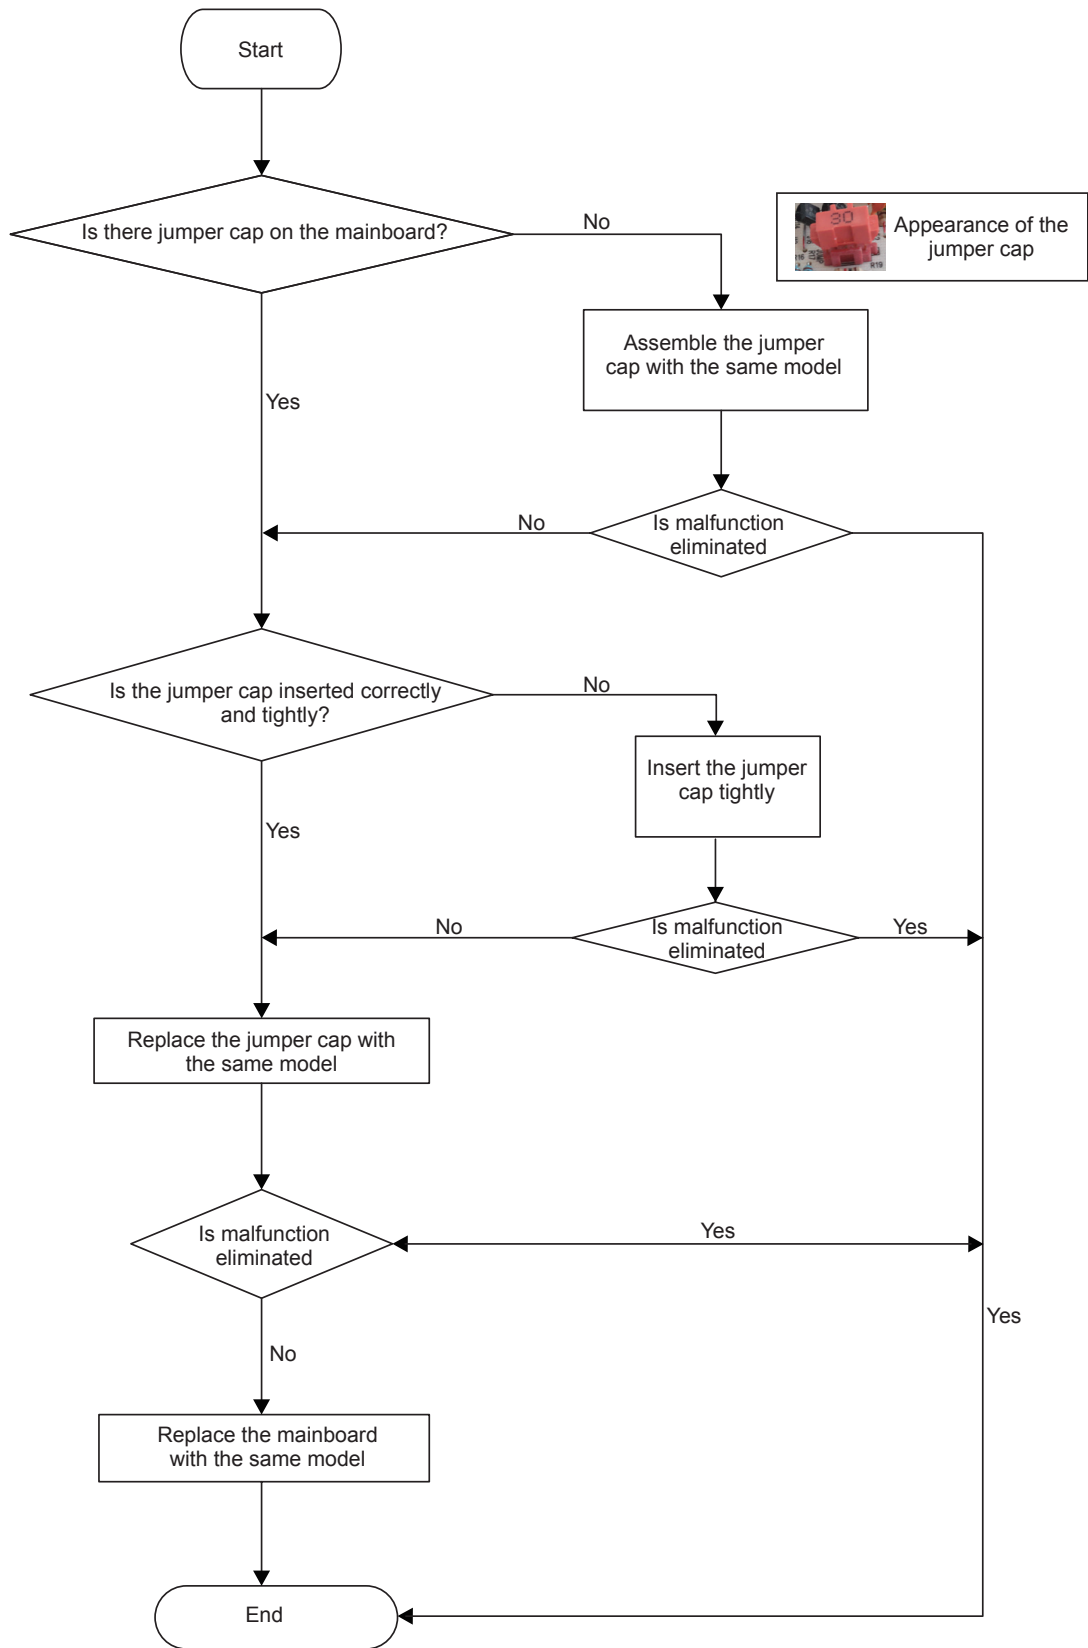 Start
Is there jumper cap on the mainboard?
No
30
R19
Appearance of the
jumper cap
Assemble the jumper
cap with the same model
Yes
No
Is malfunction
eliminated
Is the jumper cap inserted correctly
and tightly?
No
Insert the jumper
cap tightly
Yes
No
Is malfunction
eliminated
Yes
Replace the jumper cap with
the same model
Is malfunction
eliminated
Yes
Yes
No
Replace the mainboard
with the same model
End